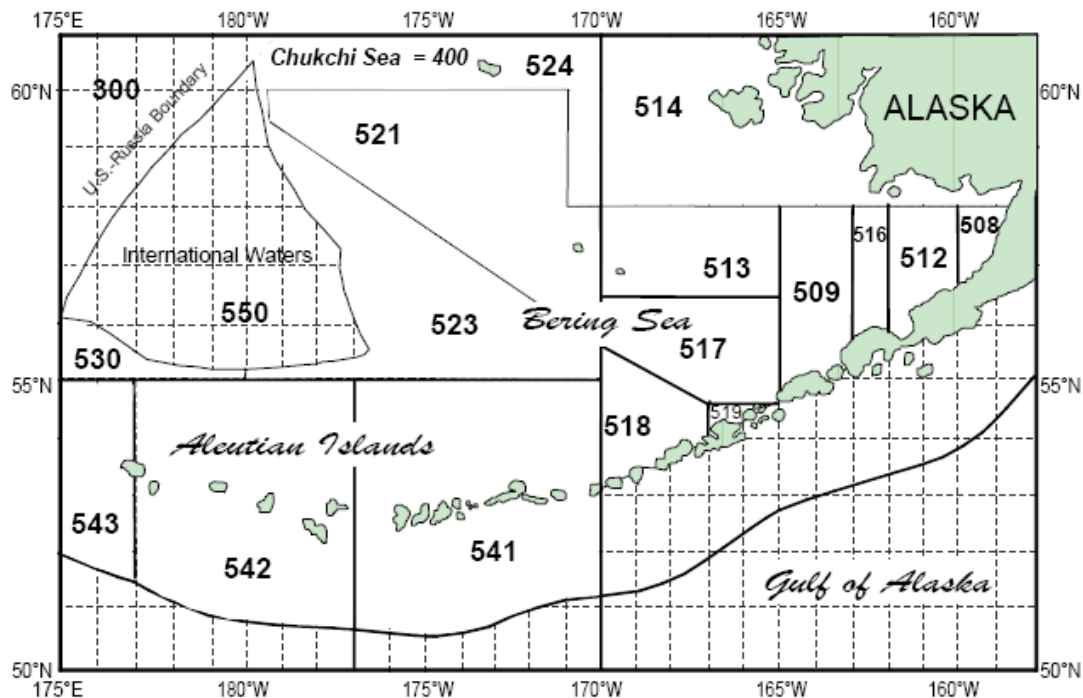 175°E 180°W 175°W 170°W 165°W 160°W
Chukchi Sea = 400
524
300
60°N
60°N
U.S.-Russia Boundary
514
ALASKA
521
516
508
International Waters
513
512
509
550
523
Bering Sea
517
530
55°N
55°N
519
518
Aleutian Islands
543
542
541
Gulf of Alaska
50°N
50°N
175°E 180°W 175°W 170°W 165°W 160°W